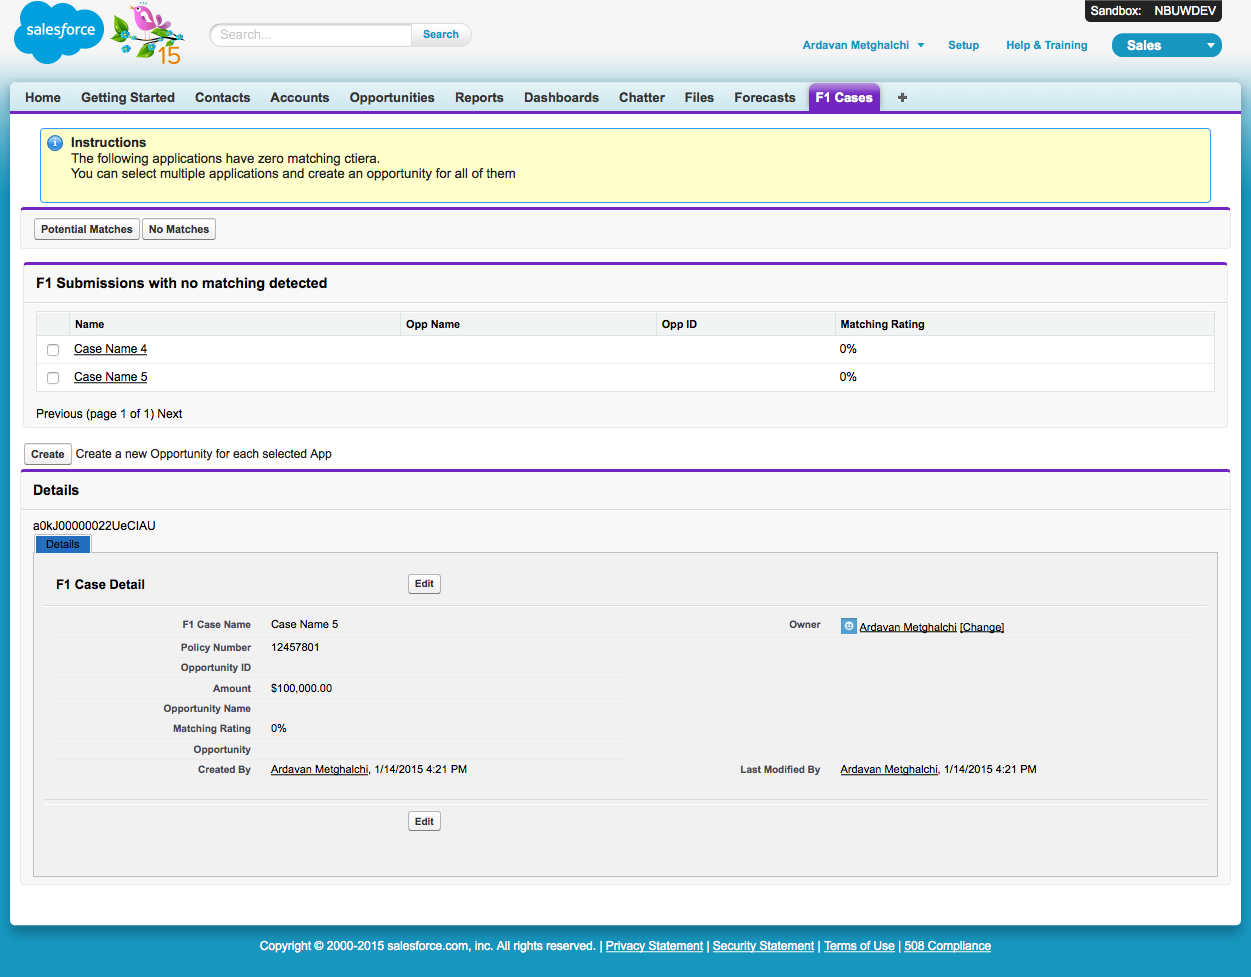 Sandbox: NBUWDEV
salesforce
15
Search...
Search
Ardavan Metghalchi
Setup
Help & Training
Sales
Home Getting Started Contacts Accounts Opportunities Reports Dashboards Chatter Files Forecasts F1 Cases +
Instructions
The following applications have zero matching ctiera.
You can select multiple applications and create an opportunity for all of them
Potential Matches No Matches
F1 Submissions with no matching detected
Name Opp Name Opp ID Matching Rating
Case Name 4 0%
Case Name 5 0%
Previous (page 1 of 1) Next
Create Create a new Opportunity for each selected App
Details
a0kJ00000022UeCIAU
Details
F1 Case Detail Edit
F1 Case Name Case Name 5 Owner Ardavan Metghalchi [Change]
Policy Number 12457801
Opportunity ID
Amount $100,000.00
Opportunity Name
Matching Rating 0%
Opportunity
Created By Ardavan Metghalchi, 1/14/2015 4:21 PM Last Modified By Ardavan Metghalchi, 1/14/2015 4:21 PM
Edit
Copyright © 2000-2015 salesforce.com, inc. All rights reserved. | Privacy Statement | Security Statement | Terms of Use | 508 Compliance